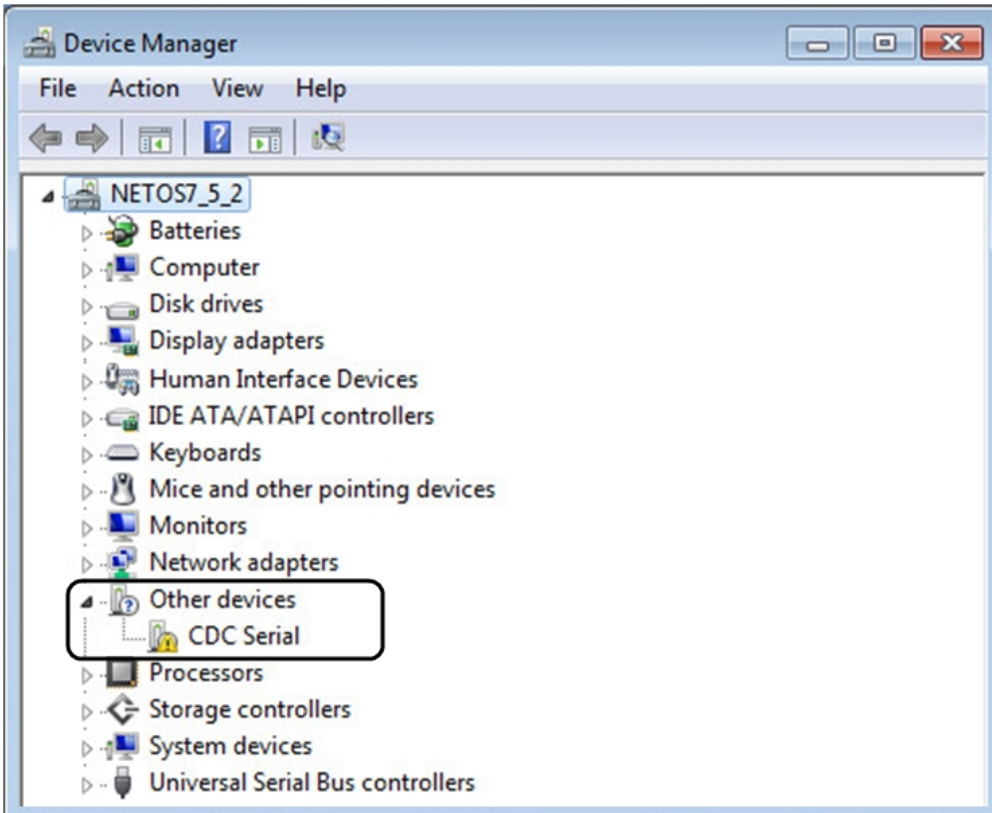 Device Manager
File Action View Help
NETOS7_5_2
Batteries
Computer
Disk drives
Display adapters
Human Interface Devices
IDE ATA/ATAPI controllers
Keyboards
Mice and other pointing devices
Monitors
Network adapters
Other devices
CDC Serial
Processors
Storage controllers
System devices
Universal Serial Bus controllers